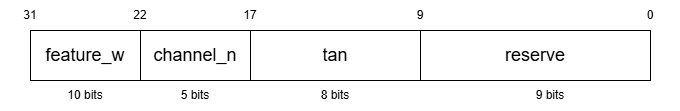 31 22 17 9 0
feature_w channel_n tan reserve
10 bits 5 bits 8 bits 9 bits